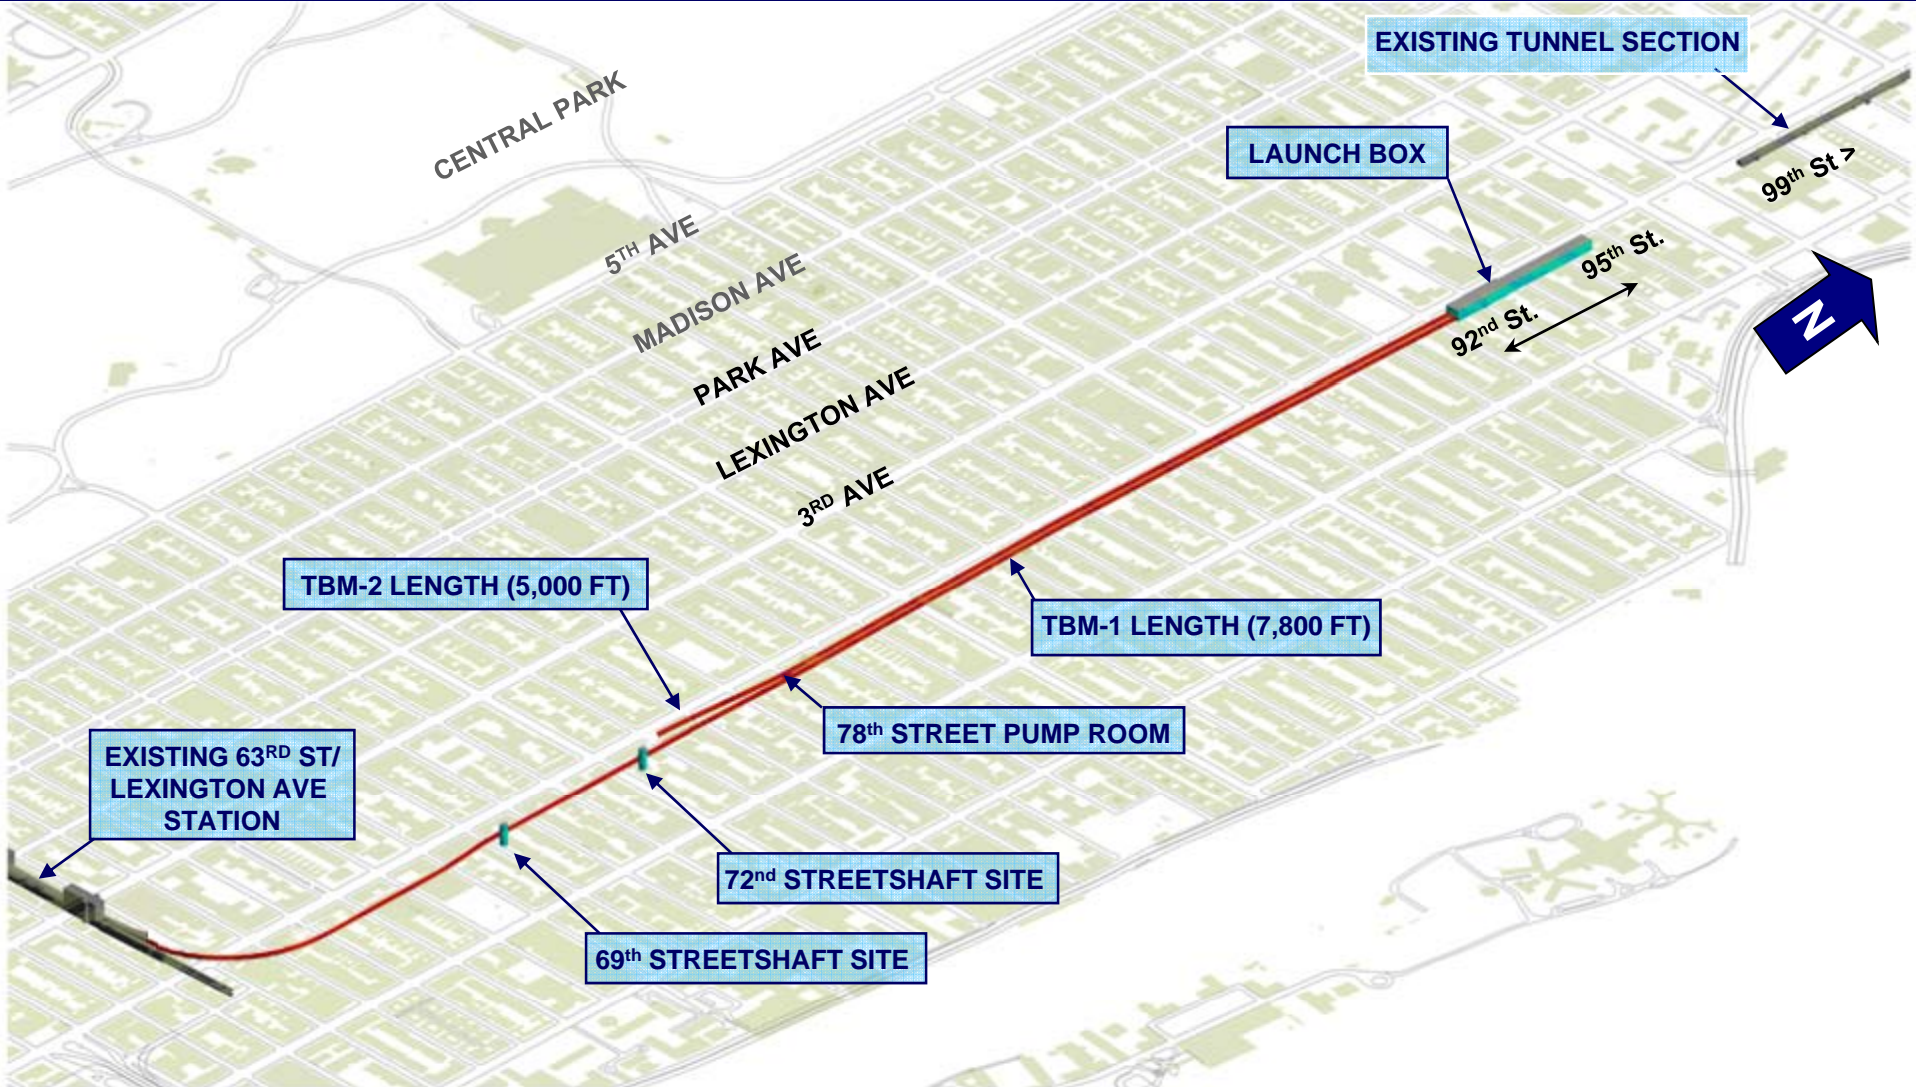 EXISTING TUNNEL SECTION
CENTRAL PARK
LAUNCH BOX
99th St >
5TH AVE
95th St.
MADISON AVE
92nd St.
N
PARK AVE
LEXINGTON AVE
3RD AVE
TBM-2 LENGTH (5,000 FT)
TBM-1 LENGTH (7,800 FT)
78th STREET PUMP ROOM
EXISTING 63RD ST/
LEXINGTON AVE
STATION
72nd STREETSHAFT SITE
69th STREETSHAFT SITE